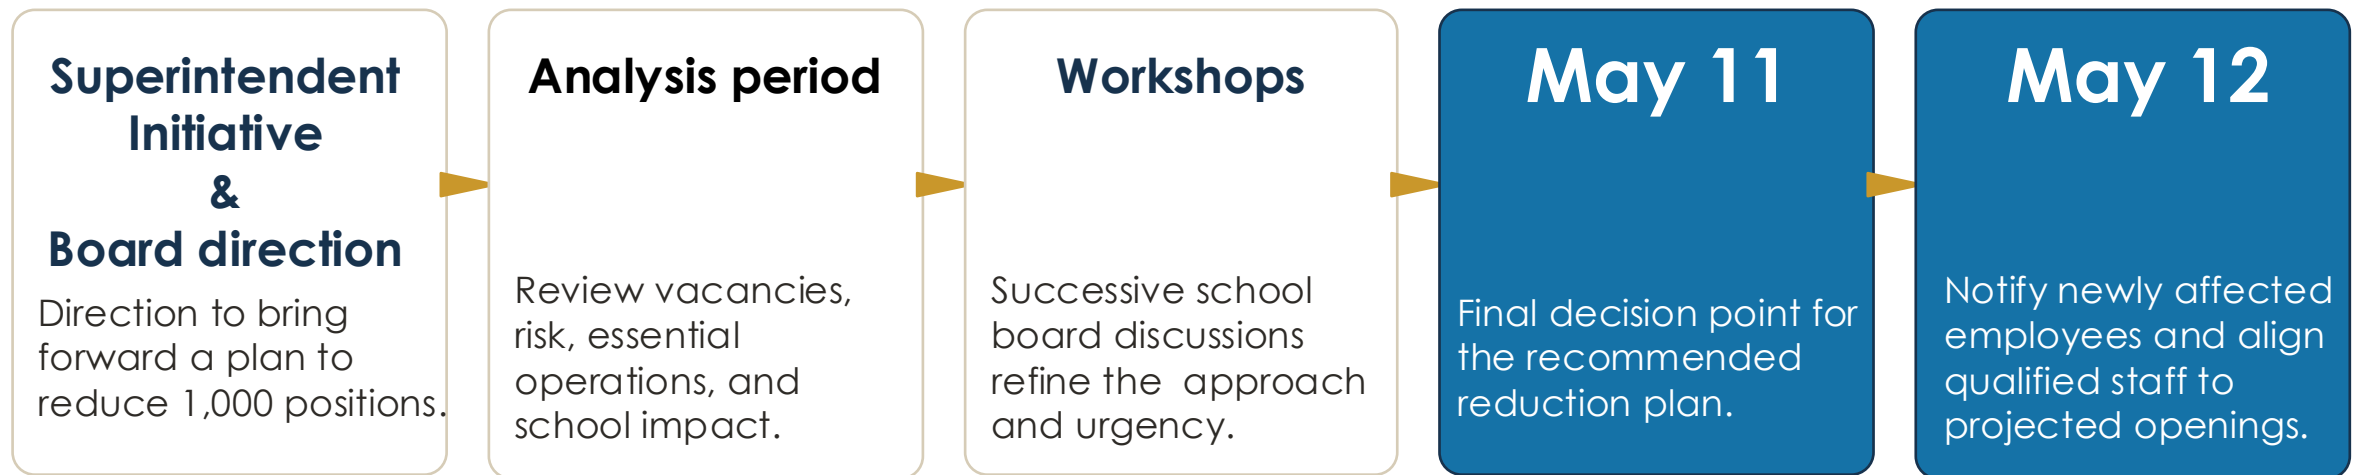 Superintendent
Initiative
&
Board direction
Direction to bring
forward a plan to
reduce 1,000 positions.
Analysis period
Review vacancies,
risk, essential
operations, and
school impact.
Workshops
Successive school
board discussions
refine the  approach
and urgency.
May 11
Final decision point for
the recommended
reduction plan.
May 12
Notify newly affected
employees and align
qualified staff to
projected openings.